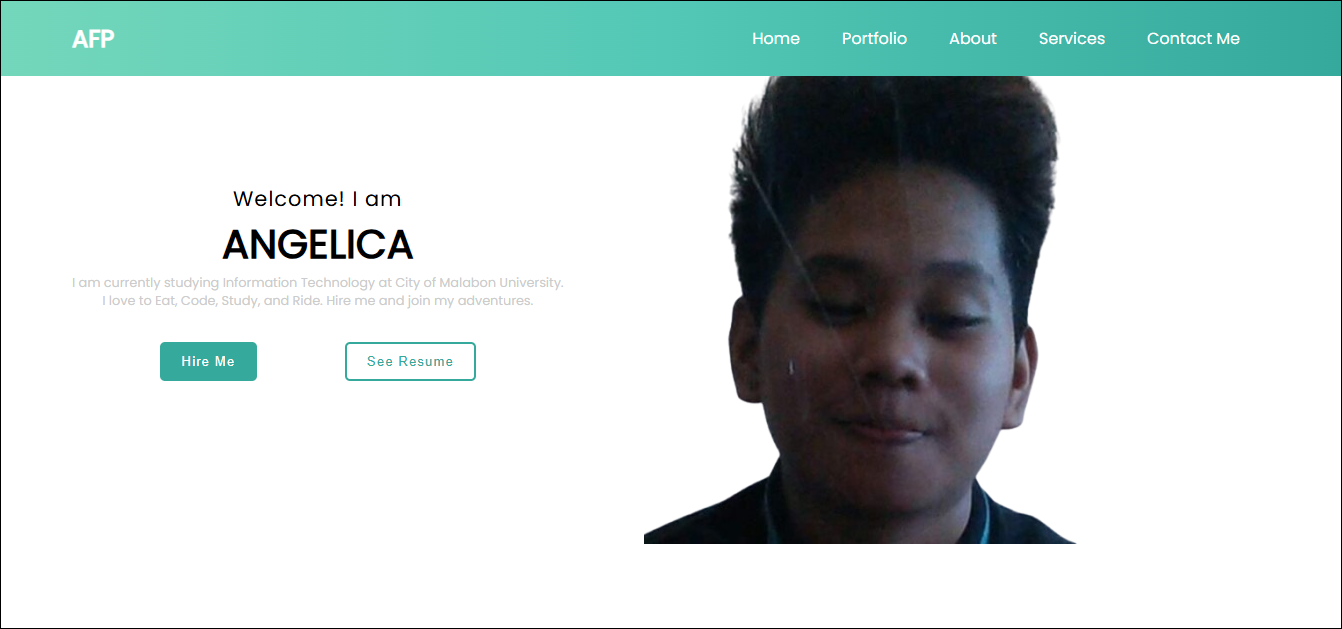 AFP
Home Portfolio About Services Contact Me
Welcome! I am
ANGELICA
I am currently studying Information Technology at City of Malabon University.
I love to Eat, Code, Study, and Ride. Hire me and join my adventures.
Hire Me See Resume